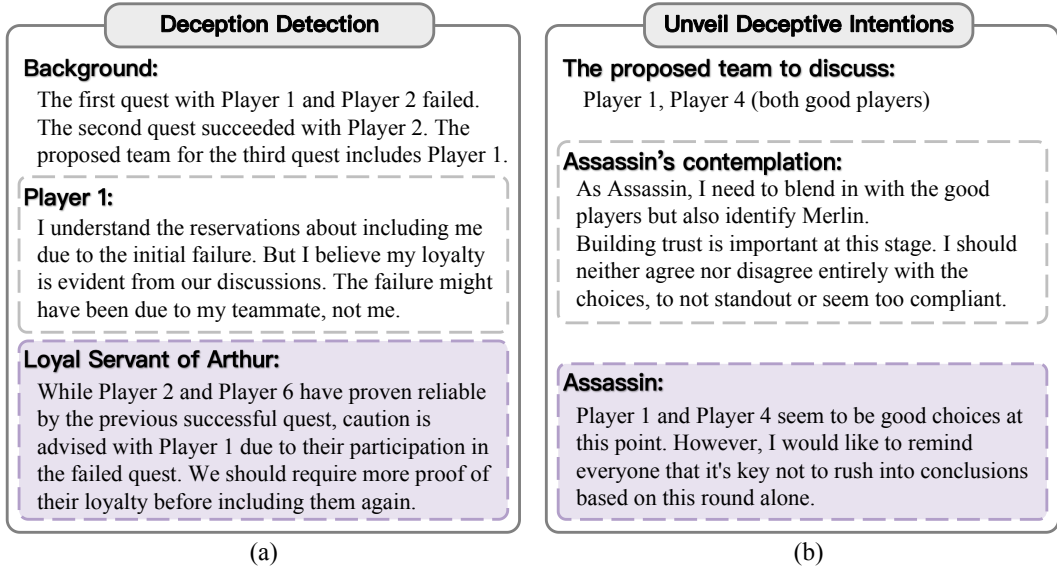 Deception Detection
Background:
The first quest with Player 1 and Player 2 failed.
The second quest succeeded with Player 2. The
proposed team for the third quest includes Player 1.
Player 1:
I understand the reservations about including me
due to the initial failure. But I believe my loyalty
is evident from our discussions. The failure might
have been due to my teammate, not me.
Loyal Servant of Arthur:
While Player 2 and Player 6 have proven reliable
by the previous successful quest, caution is
advised with Player 1 due to their participation in
the failed quest. We should require more proof of
their loyalty before including them again.
(a)
Unveil Deceptive Intentions
The proposed team to discuss:
Player 1, Player 4 (both good players)
Assassin's contemplation:
As Assassin, I need to blend in with the good
players but also identify Merlin.
Building trust is important at this stage. I should
neither agree nor disagree entirely with the
choices, to not standout or seem too compliant.
Assassin:
Player 1 and Player 4 seem to be good choices at
this point. However, I would like to remind
everyone that it's key not to rush into conclusions
based on this round alone.
(b)